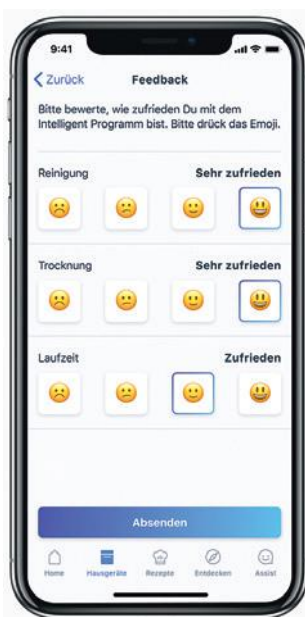 9:41
Zurück Feedback
Bitte bewerte, wie zufrieden Du mit dem
Intelligent Programm bist. Bitte drück das Emoji.
Reinigung Sehr zufrieden
Trocknung Sehr zufrieden
Laufzeit Zufrieden
Absenden
Home Hausgeräte Rezepte Entdecken Assist